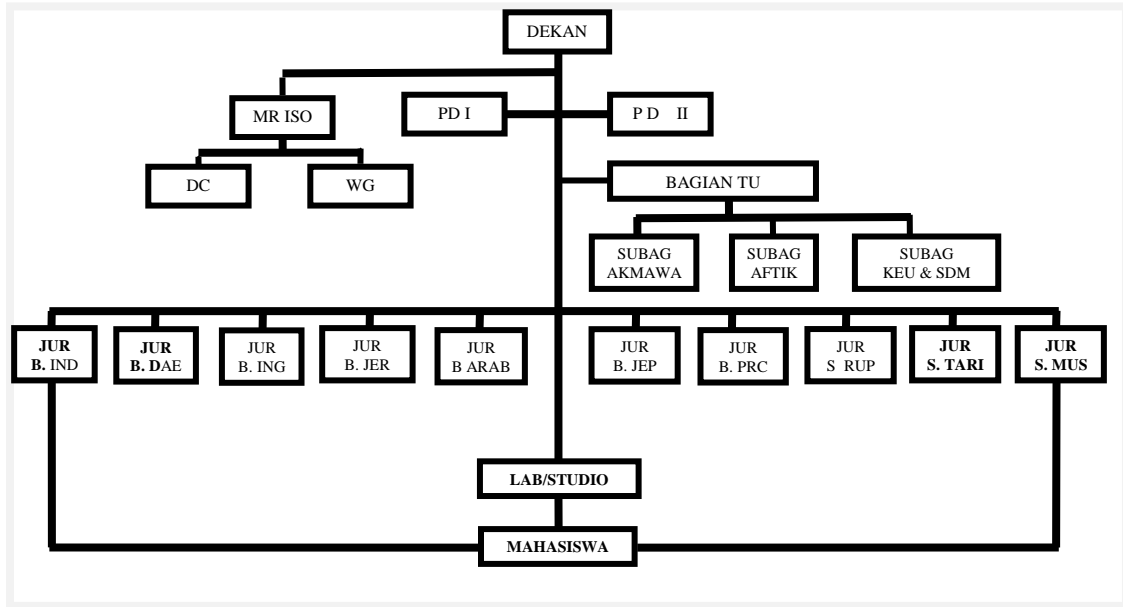 DEKAN
MR ISO
PD I
P D II
DC
WG
BAGIAN TU
SUBAG
AKMAWA
SUBAG
AFTIK
SUBAG
KEU & SDM
JUR
B. IND
JUR
B. DAE
JUR
B. ING
JUR
B. JER
JUR
B ARAB
JUR
B. JEP
JUR
B. PRC
JUR
S RUP
JUR
S. TARI
JUR
S. MUS
LAB/STUDIO
MAHASISWA